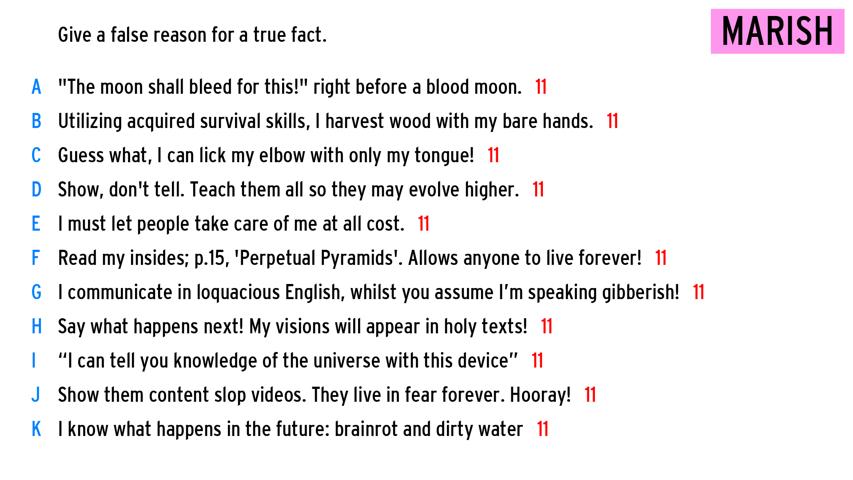 Give a false reason for a true fact.
MARISH
A "The moon shall bleed for this!" right before a blood moon. 11
B Utilizing acquired survival skills, I harvest wood with my bare hands. 11
C Guess what, I can lick my elbow with only my tongue! 11
D Show, don't tell. Teach them all so they may evolve higher. 11
E I must let people take care of me at all cost. 11
F Read my insides; p.15, 'Perpetual Pyramids'. Allows anyone to live forever! 11
G I communicate in loquacious English, whilst you assume I’m speaking gibberish! 11
H Say what happens next! My visions will appear in holy texts! 11
I “I can tell you knowledge of the universe with this device” 11
J Show them content slop videos. They live in fear forever. Hooray! 11
K I know what happens in the future: brainrot and dirty water 11